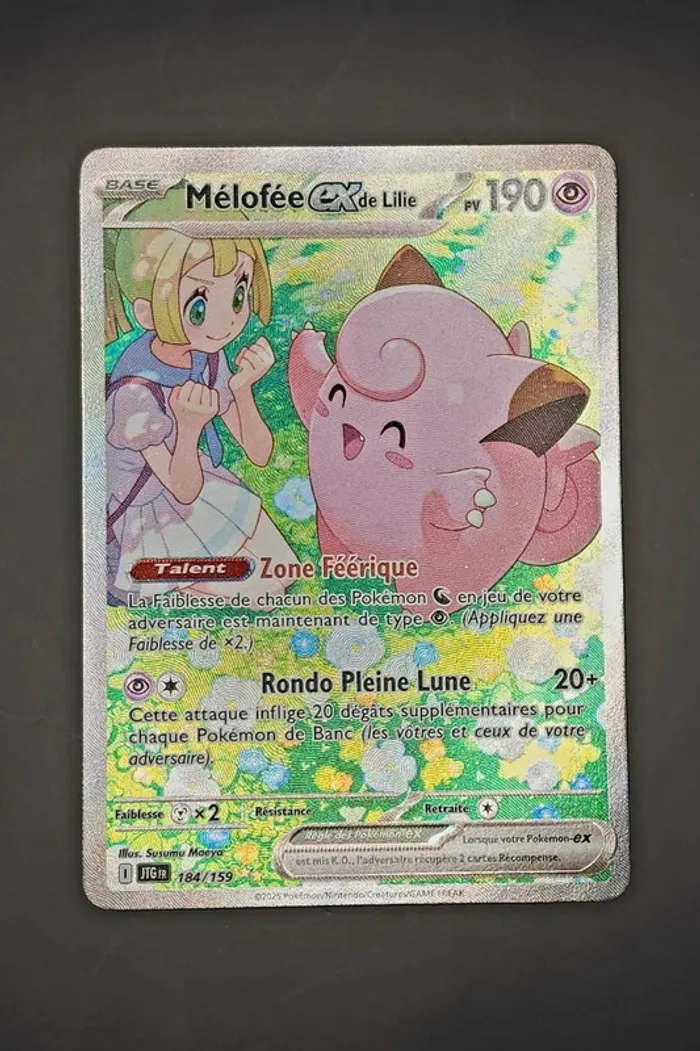 BASE Mélofée ex de Lilie PV 190
Talent Zone Féérique
La Faiblesse de chacun des Pokémon en jeu de votre
adversaire est maintenant de type . (Appliquez une
Faiblesse de ×2.)
Rondo Pleine Lune 20+
Cette attaque inflige 20 dégâts supplémentaires pour
chaque Pokémon de Banc (les vôtres et ceux de votre
adversaire).
Faiblesse ×2 Résistance Retraite
Règle des Pokémon-ex Lorsque votre Pokémon-ex
est mis K.O., l'adversaire récupère 2 cartes Récompense.
Illus. Susumu Maeya
I JTG FR 184/159
©2025 Pokémon/Nintendo/Creatures/GAME FREAK